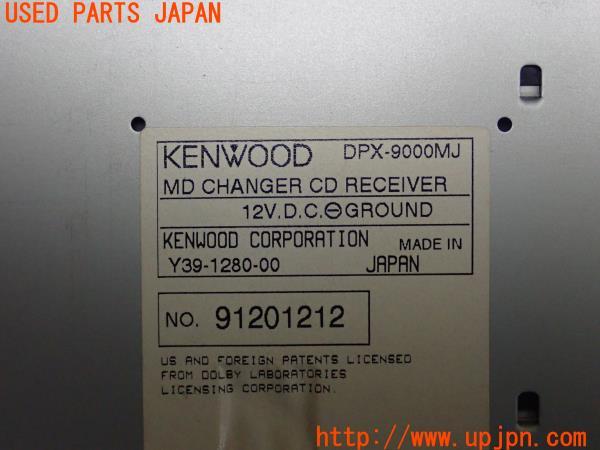 USED PARTS JAPAN
KENWOOD DPX-9000MJ
MD CHANGER CD RECEIVER
12V.D.C.⊖GROUND
KENWOOD CORPORATION MADE IN
Y39-1280-00 JAPAN
NO. 91201212
US AND FOREIGN PATENTS LICENSED
FROM DOLBY LABORATORIES
LICENSING CORPORATION.
http://www.upjpn.com